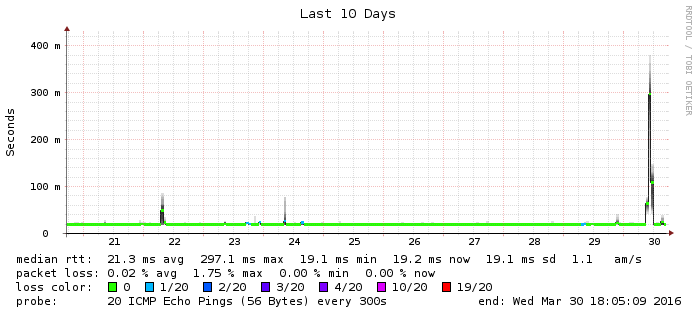 Last 10 Days
RRDTOOL / TOBI OETIKER
Seconds
400 m
300 m
200 m
100 m
0
21 22 23 24 25 26 27 28 29 30
median rtt: 21.3 ms avg 297.1 ms max 19.1 ms min 19.2 ms now 19.1 ms sd 1.1 am/s
packet loss: 0.02 % avg 1.75 % max 0.00 % min 0.00 % now
loss color: 0 1/20 2/20 3/20 4/20 10/20 19/20
probe: 20 ICMP Echo Pings (56 Bytes) every 300s end: Wed Mar 30 18:05:09 2016